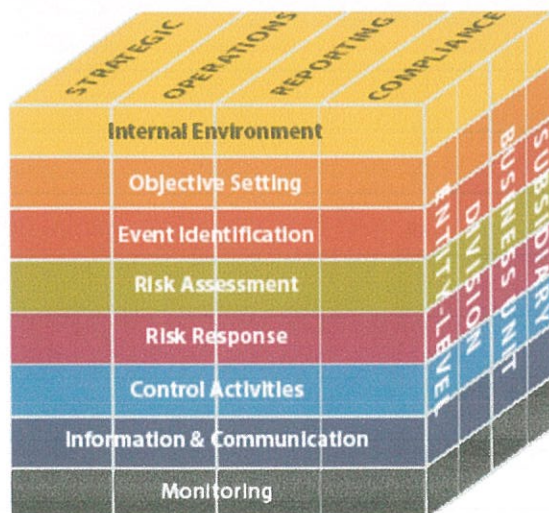 STRATEGIC
OPERATIONS
REPORTING
COMPLIANCE
Internal Environment
Objective Setting
Event Identification
Risk Assessment
Risk Response
Control Activities
Information & Communication
Monitoring
ENTITY-LEVEL
DIVISION
BUSINESS UNIT
SUBSIDIARY